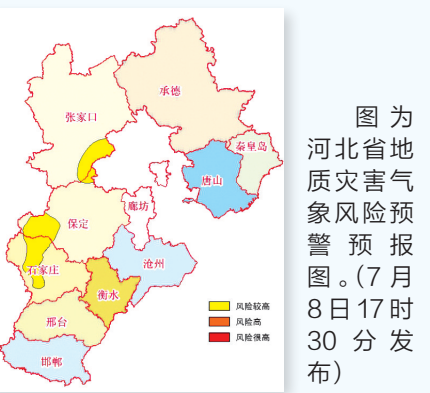 承德
张家口
秦皇岛
唐山
廊坊
保定
沧州
石家庄
衡水
邢台
邯郸
风险较高
风险高
风险很高
图为
河北省地
质灾害气
象风险预
警预报
图。(7月
8日17时
30分发
布)